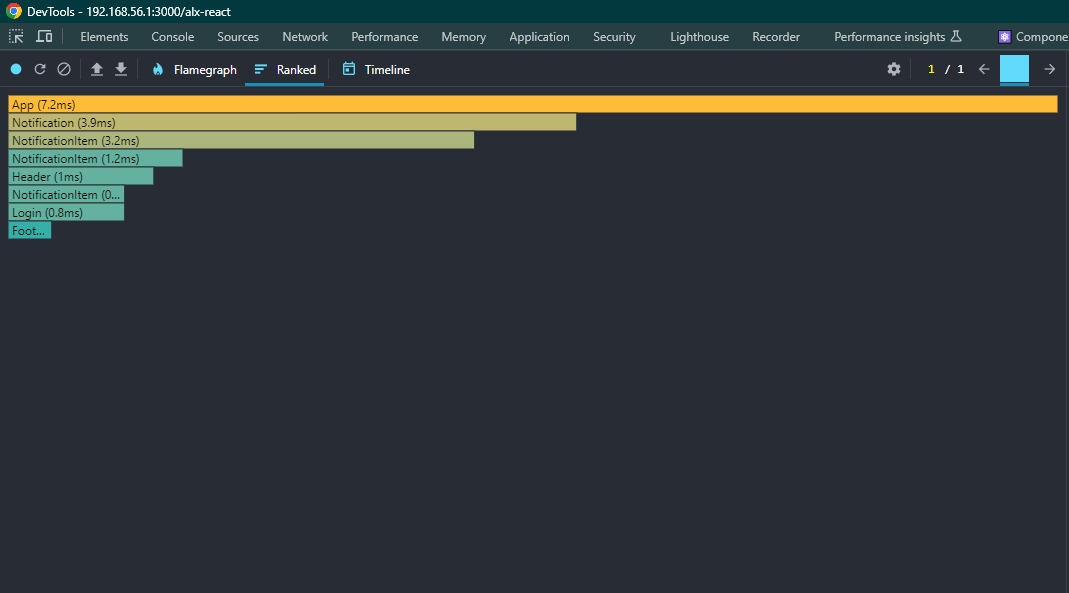 DevTools - 192.168.56.1:3000/alx-react
Elements Console Sources Network Performance Memory Application Security Lighthouse Recorder Performance insights Compone
Flamegraph Ranked Timeline 1 / 1
App (7.2ms)
Notification (3.9ms)
NotificationItem (3.2ms)
NotificationItem (1.2ms)
Header (1ms)
NotificationItem (0...
Login (0.8ms)
Foot...